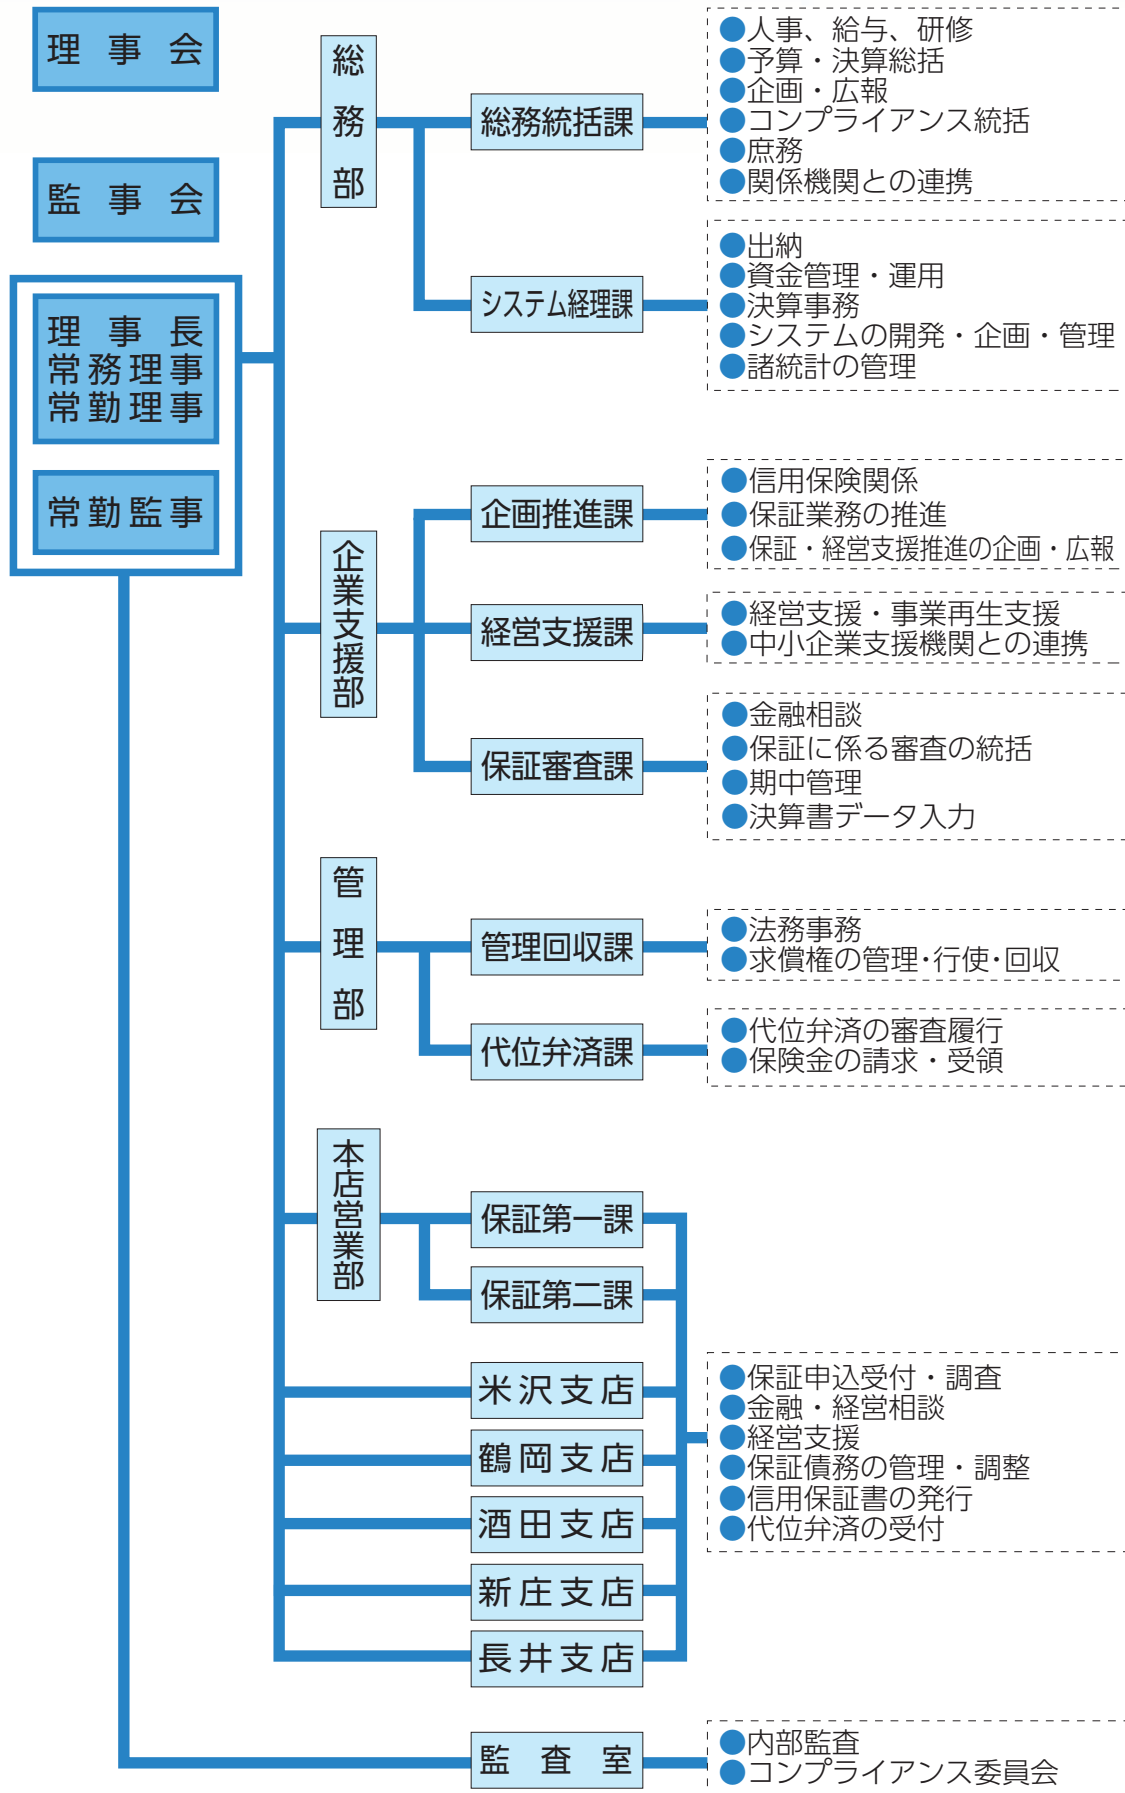 理事会
監事会
理事長
常務理事
常勤理事
常勤監事
総務部
総務統括課
●人事、給与、研修
●予算・決算総括
●企画・広報
●コンプライアンス統括
●庶務
●関係機関との連携
システム経理課
●出納
●資金管理・運用
●決算事務
●システムの開発・企画・管理
●諸統計の管理
企業支援部
企画推進課
●信用保険関係
●保証業務の推進
●保証・経営支援推進の企画・広報
経営支援課
●経営支援・事業再生支援
●中小企業支援機関との連携
保証審査課
●金融相談
●保証に係る審査の統括
●期中管理
●決算書データ入力
管理部
管理回収課
●法務事務
●求償権の管理・行使・回収
代位弁済課
●代位弁済の審査履行
●保険金の請求・受領
本店営業部
保証第一課
保証第二課
米沢支店
鶴岡支店
酒田支店
新庄支店
長井支店
●保証申込受付・調査
●金融・経営相談
●経営支援
●保証債務の管理・調整
●信用保証書の発行
●代位弁済の受付
監査室
●内部監査
●コンプライアンス委員会